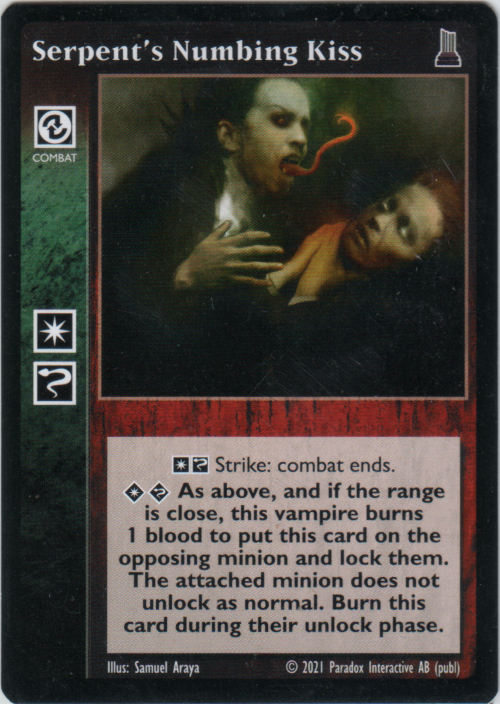 Serpent's Numbing Kiss
COMBAT
Strike: combat ends.
As above, and if the range
is close, this vampire burns
1 blood to put this card on the
opposing minion and lock them.
The attached minion does not
unlock as normal. Burn this
card during their unlock phase.
Illus: Samuel Araya © 2021 Paradox Interactive AB (publ)